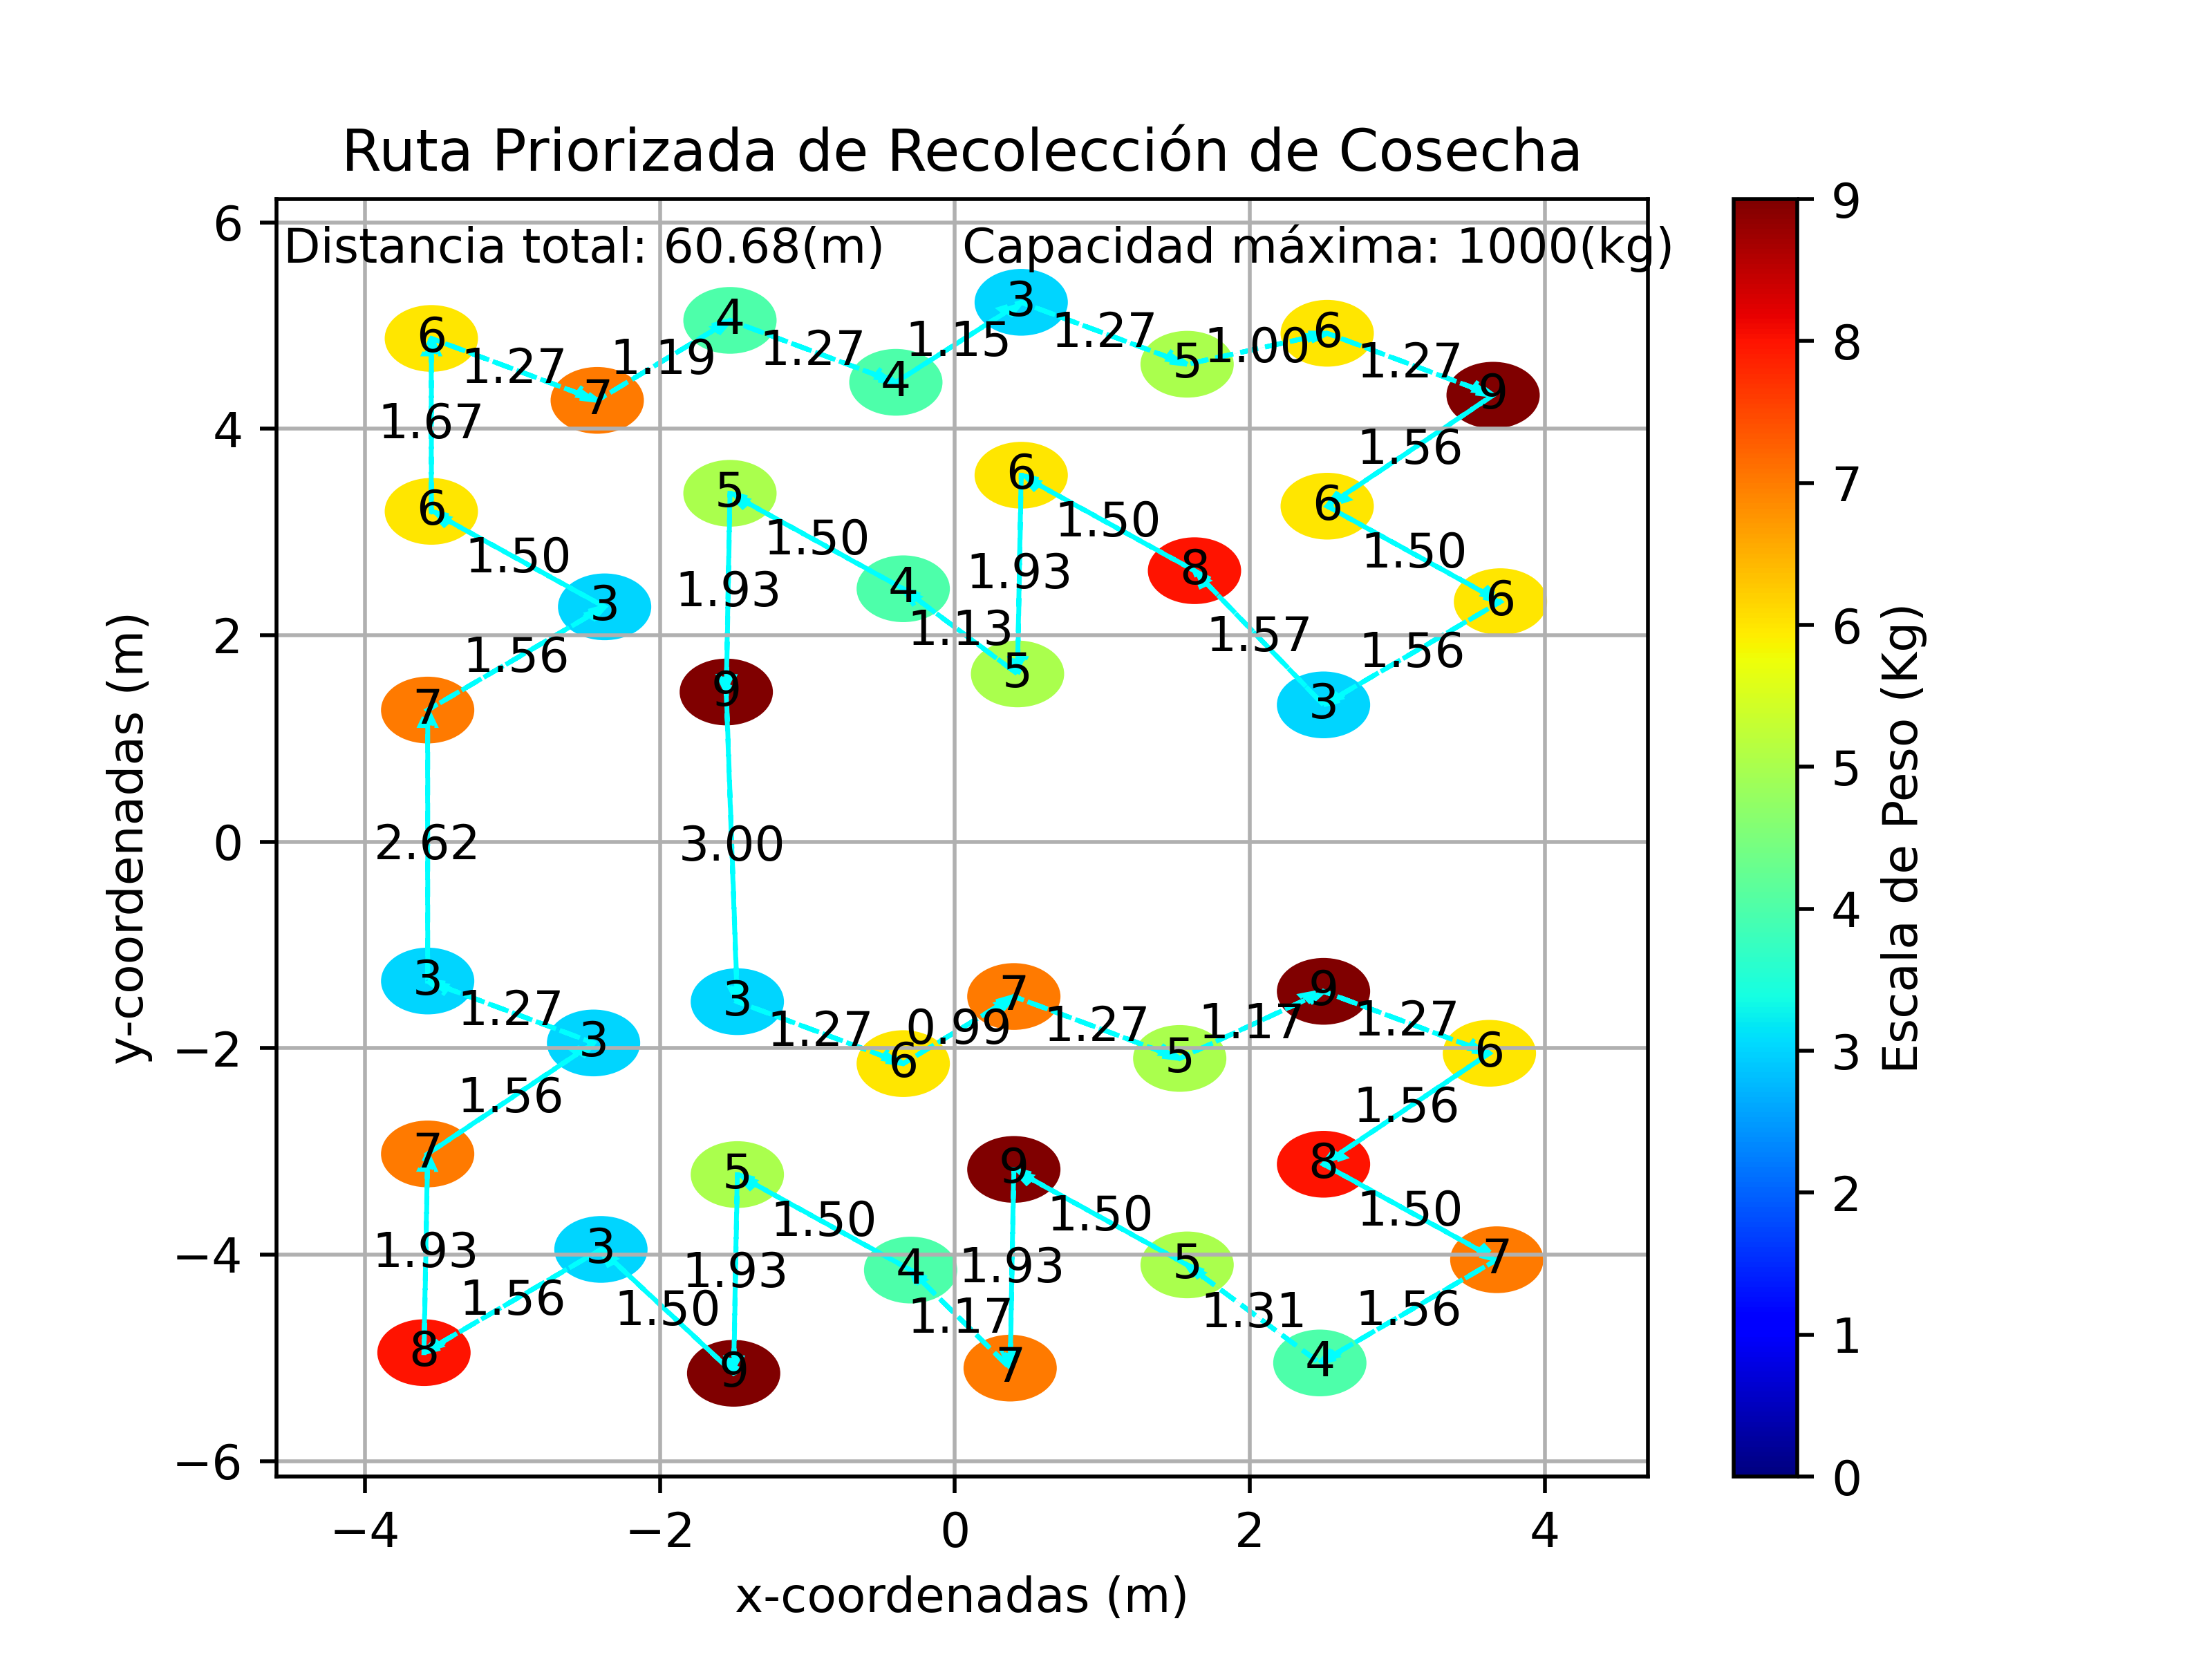 Ruta Priorizada de Recolección de Cosecha
Distancia total: 60.68(m) Capacidad máxima: 1000(kg)
6 4 3 6
1.27 1.19 1.27 1.15 1.27 1.00 1.27
7 4 5 9
1.67 1.56
6 5 6 6
1.50 1.50 1.50 1.50
3 4 8 6
1.93 1.93
1.56 1.13 1.57 1.56
7 9 5 3
2.62 3.00
3 3 7 9
1.27 1.27 0.99 1.27 1.17 1.27
3 6 5 6
1.56 1.56
7 5 9 8
1.50 1.50 1.50
1.93 3 1.93 4 1.93 5 7
1.56 1.50 1.17 1.31 1.56
8 9 7 4
6
4
2
0
−2
−4
−6
−4 −2 0 2 4
x-coordenadas (m)
y-coordenadas (m)
9
8
7
6
5
4
3
2
1
0
Escala de Peso (Kg)